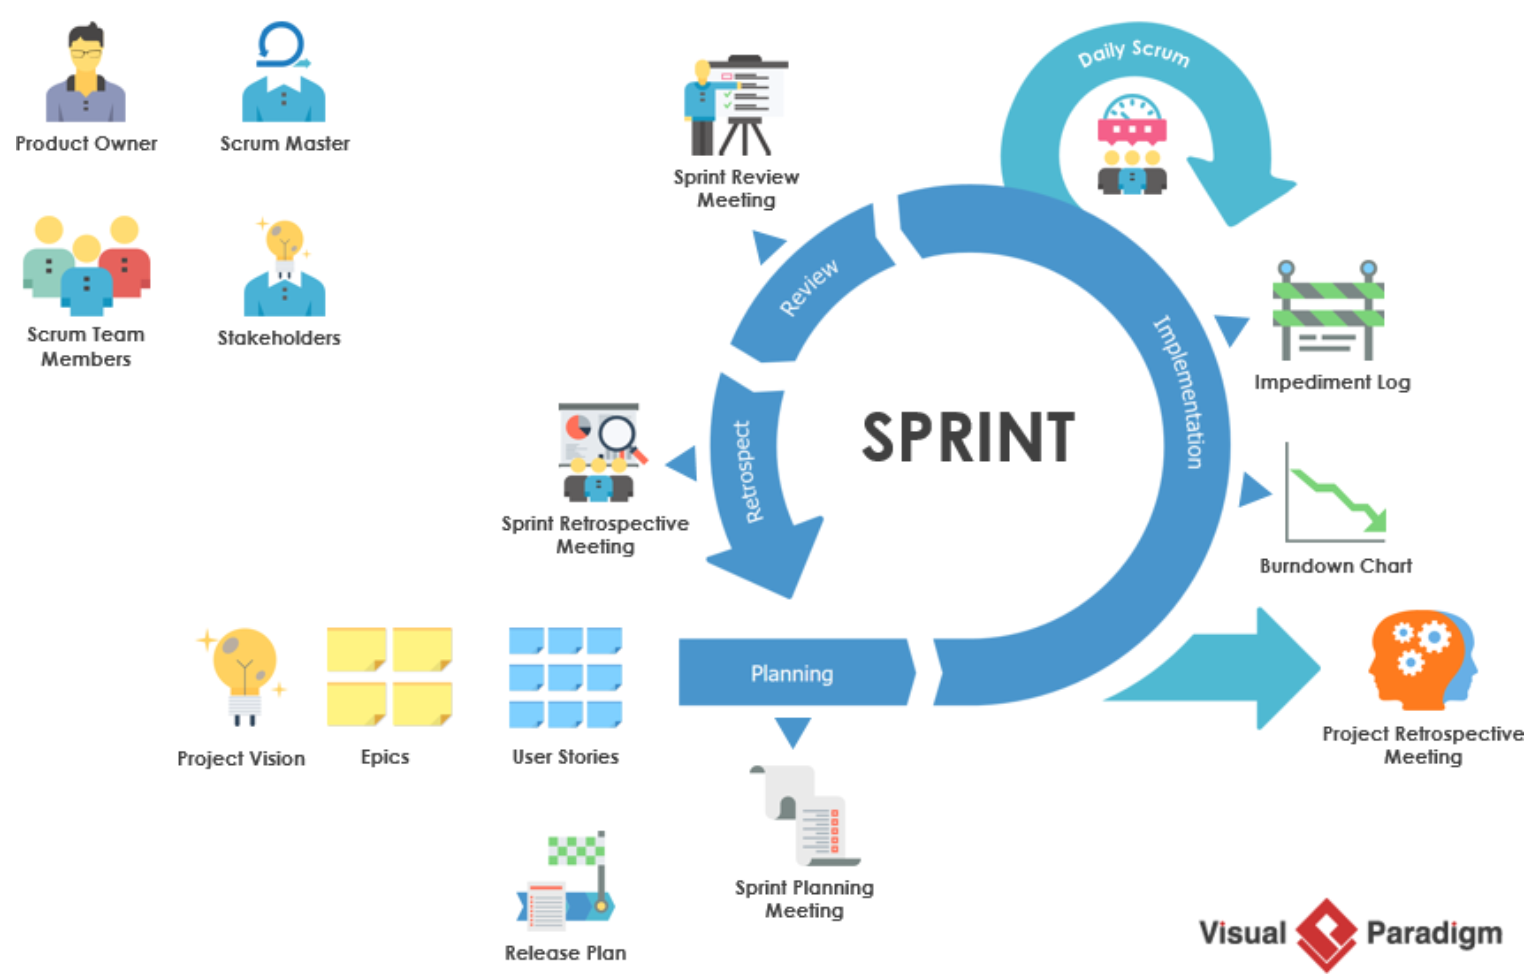 Product Owner
Scrum Master
Scrum Team
Members
Stakeholders
Sprint Review
Meeting
Daily Scrum
Review
Implementation
Impediment Log
Retrospect
SPRINT
Sprint Retrospective
Meeting
Burndown Chart
Project Vision
Epics
User Stories
Planning
Project Retrospective
Meeting
Sprint Planning
Meeting
Release Plan
Visual Paradigm